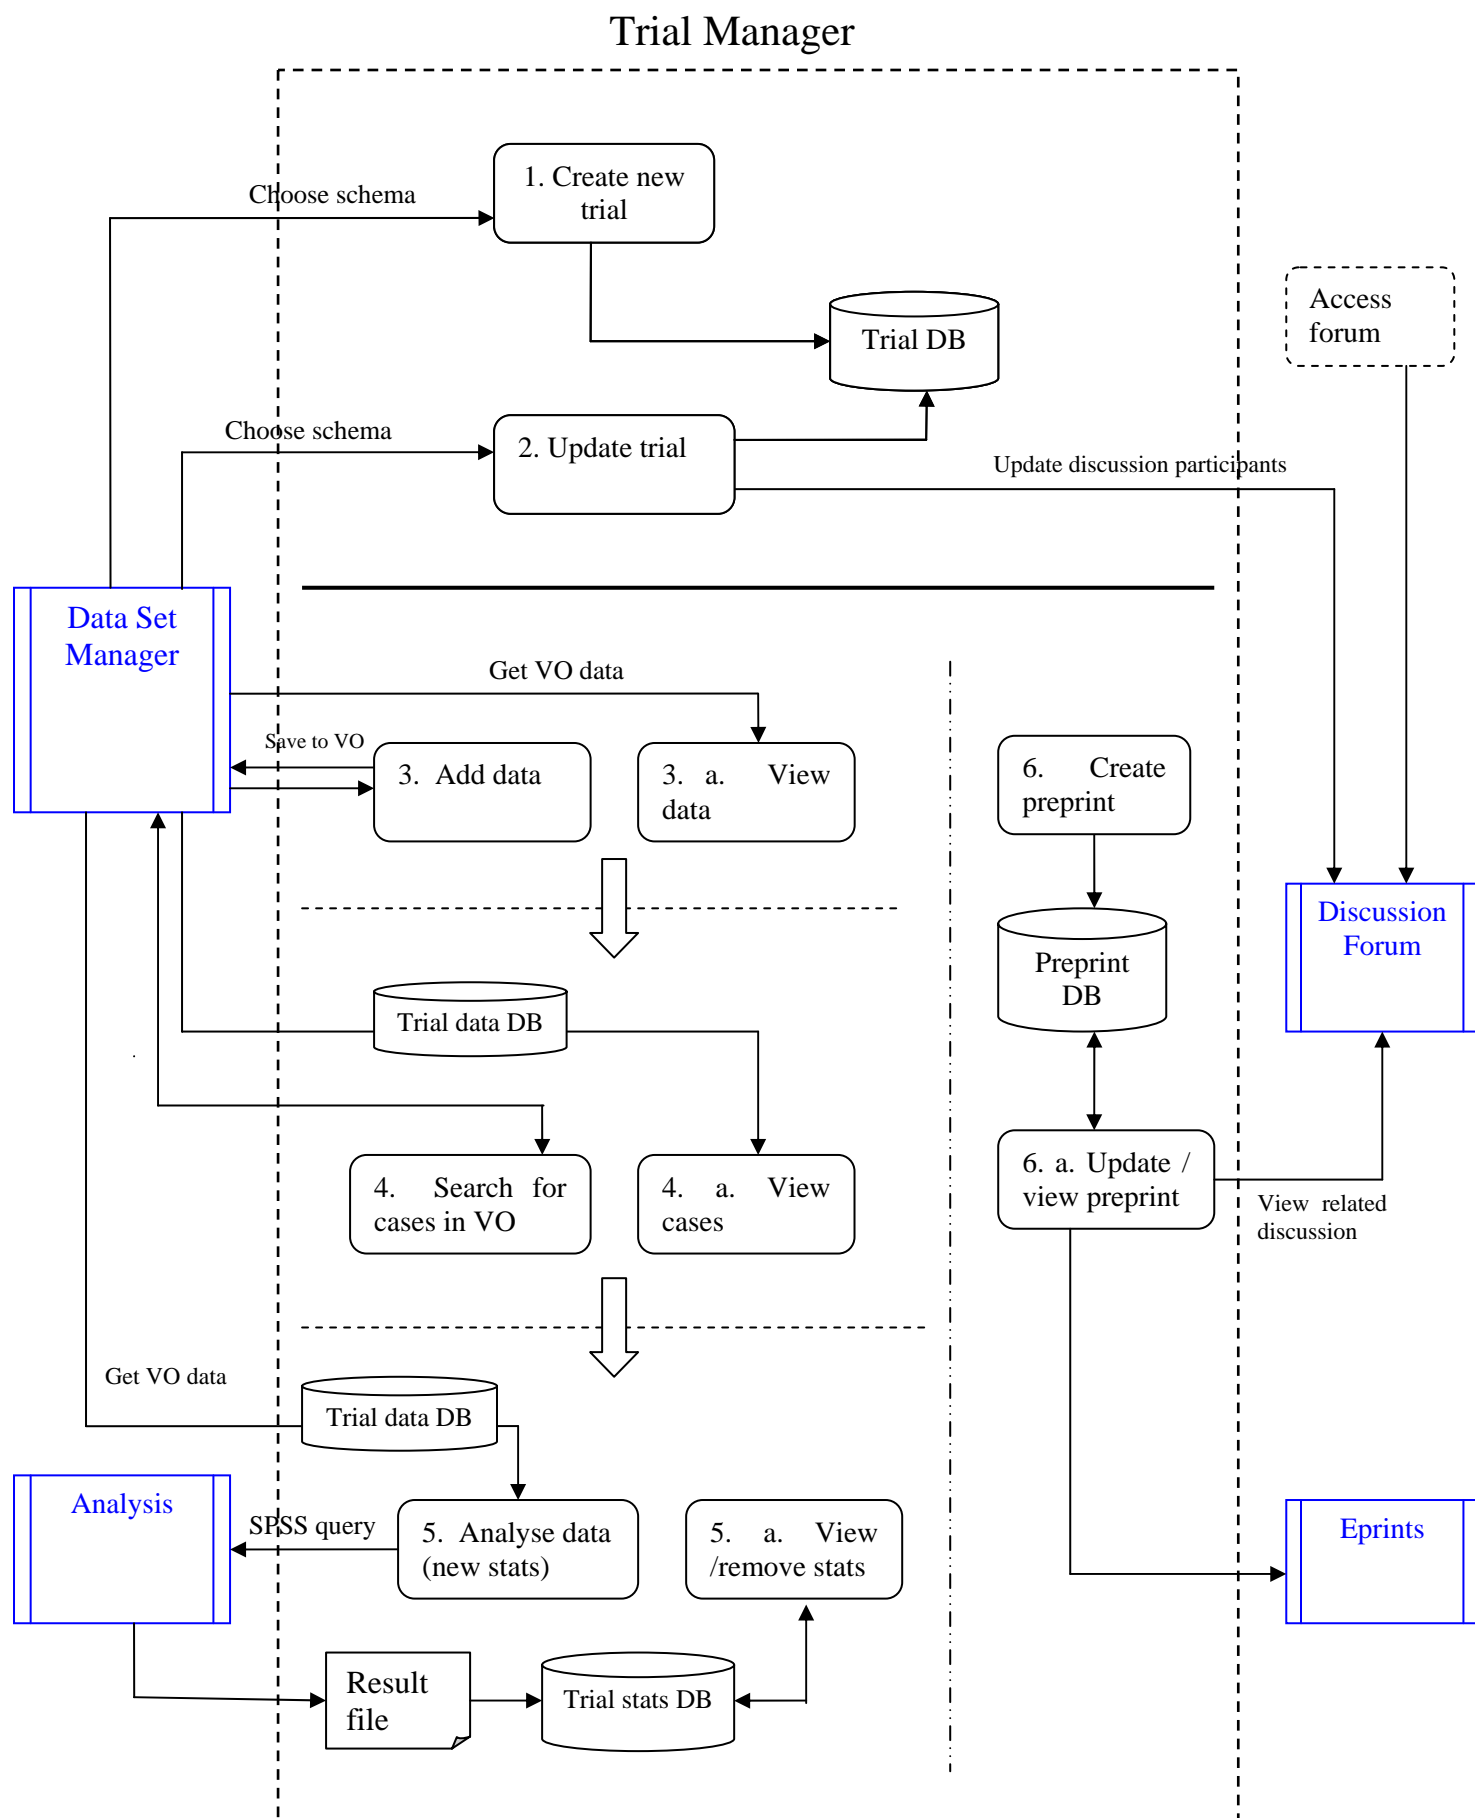 Trial Manager
Choose schema
1. Create new
trial
Access
forum
Trial DB
Choose schema
2. Update trial
Update discussion participants
Data Set
Manager
Get VO data
Save to VO
3. Add data
3. a. View
data
6. Create
preprint
Discussion
Forum
Preprint
DB
Trial data DB
4. Search for
cases in VO
4. a. View
cases
6. a. Update /
view preprint
View related
discussion
Get VO data
Trial data DB
Analysis
SPSS query
5. Analyse data
(new stats)
5. a. View
/remove stats
Eprints
Result
file
Trial stats DB